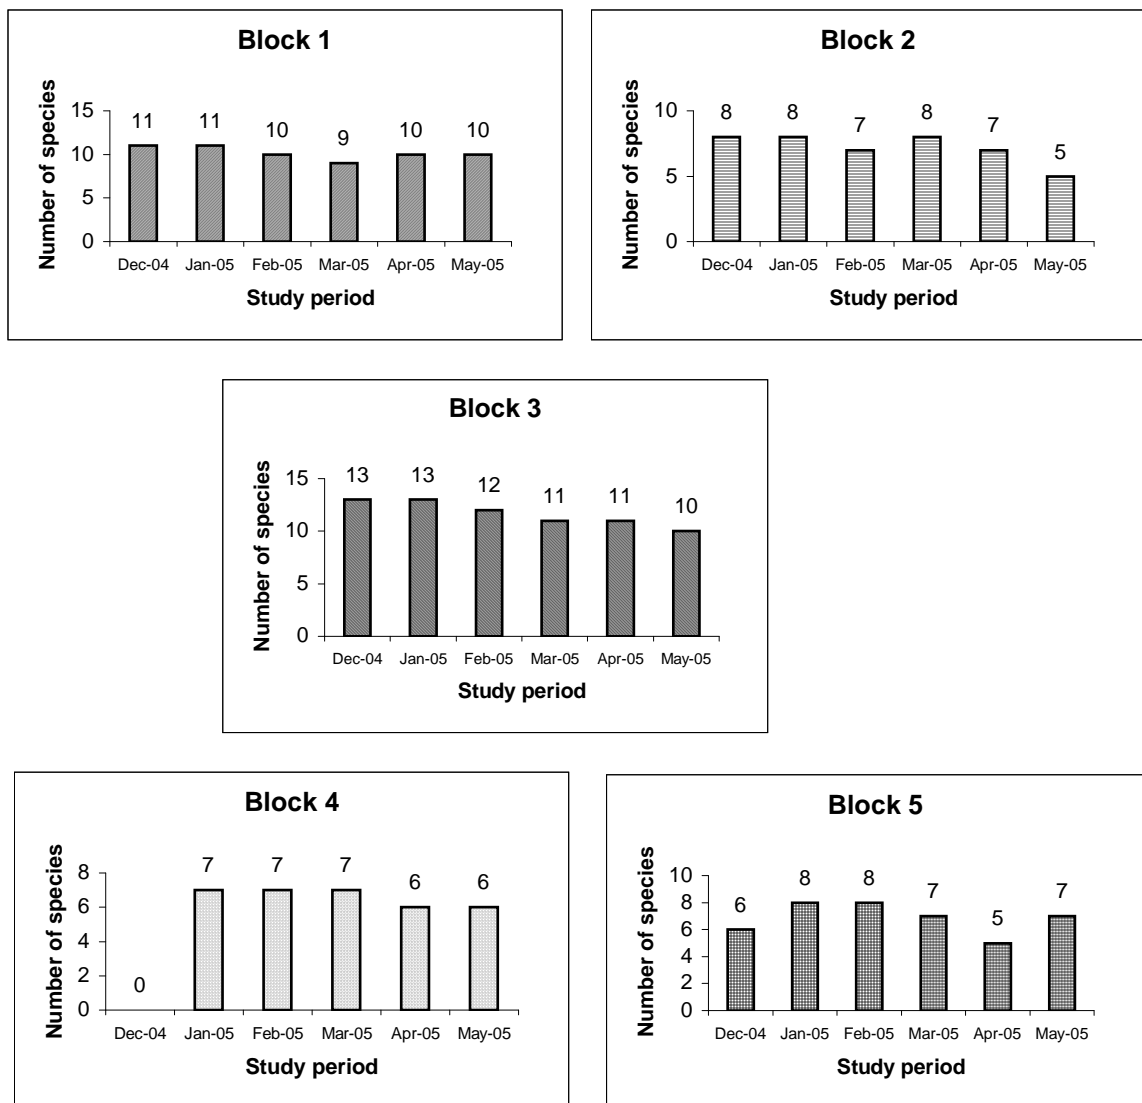 Block 1
Number of species
15
10
5
0
11 11 10 9 10 10
Dec-04 Jan-05 Feb-05 Mar-05 Apr-05 May-05
Study period
Block 2
Number of species
10
5
0
8 8 7 8 7 5
Dec-04 Jan-05 Feb-05 Mar-05 Apr-05 May-05
Study period
Block 3
Number of species
15
10
5
0
13 13 12 11 11 10
Dec-04 Jan-05 Feb-05 Mar-05 Apr-05 May-05
Study period
Block 4
Number of species
8
6
4
2
0
0 7 7 7 6 6
Dec-04 Jan-05 Feb-05 Mar-05 Apr-05 May-05
Study period
Block 5
Number of species
10
8
6
4
2
0
6 8 8 7 5 7
Dec-04 Jan-05 Feb-05 Mar-05 Apr-05 May-05
Study period